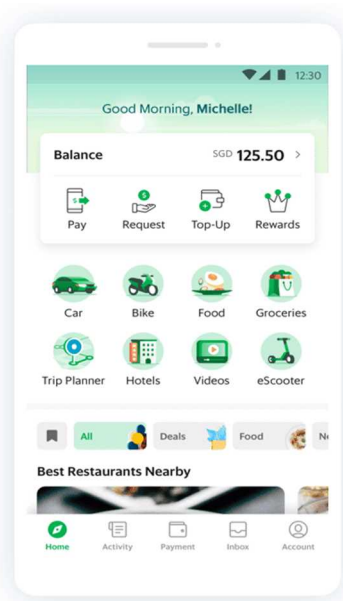 12:30
Good Morning, Michelle!
Balance SGD 125.50 >
Pay Request Top-Up Rewards
Car Bike Food Groceries
Trip Planner Hotels Videos eScooter
All Deals Food
Best Restaurants Nearby
Home Activity Payment Inbox Account